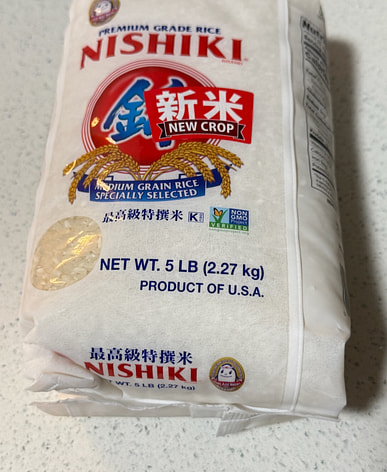 PREMIUM GRADE RICE
NISHIKI
錦
新米
NEW CROP
MEDIUM GRAIN RICE
SPECIALLY SELECTED
最高級特撰米 K
NON
GMO
Project
VERIFIED
NET WT. 5 LB (2.27 kg)
PRODUCT OF U.S.A.
最高級特撰米
NISHIKI
WT. 5 LB (2.27 kg)